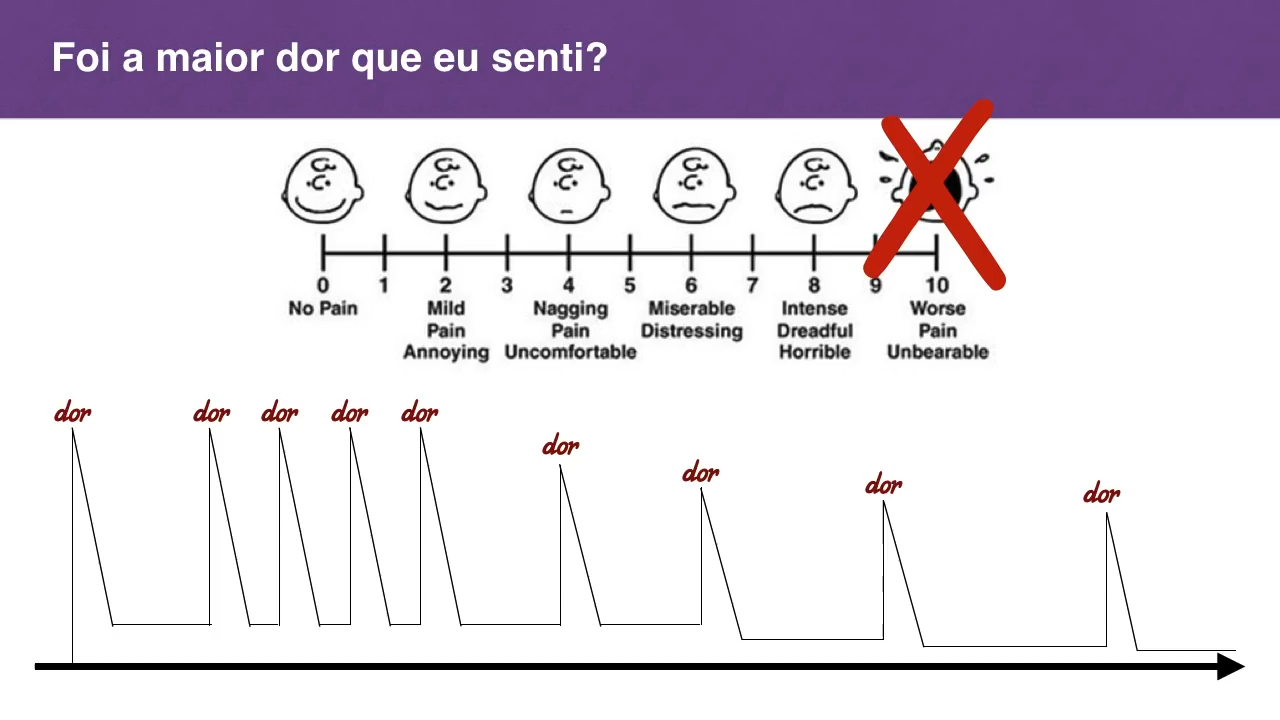 Foi a maior dor que eu senti?
0 1 2 3 4 5 6 7 8 9 10
No Pain
Mild
Pain
Annoying
Nagging
Pain
Uncomfortable
Miserable
Distressing
Intense
Dreadful
Horrible
Worse
Pain
Unbearable
dor dor dor dor dor
dor
dor
dor
dor